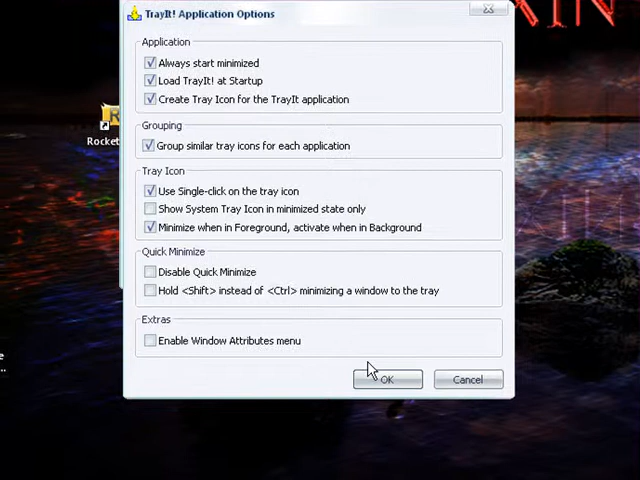 TrayIt! Application Options
Application
Always start minimized
Load TrayIt! at Startup
Create Tray Icon for the TrayIt application
Rocket
Grouping
Group similar tray icons for each application
Tray Icon
Use Single-click on the tray icon
Show System Tray Icon in minimized state only
Minimize when in Foreground, activate when in Background
Quick Minimize
Disable Quick Minimize
Hold <Shift> instead of <Ctrl> minimizing a window to the tray
Extras
Enable Window Attributes menu
e
...
OK
Cancel